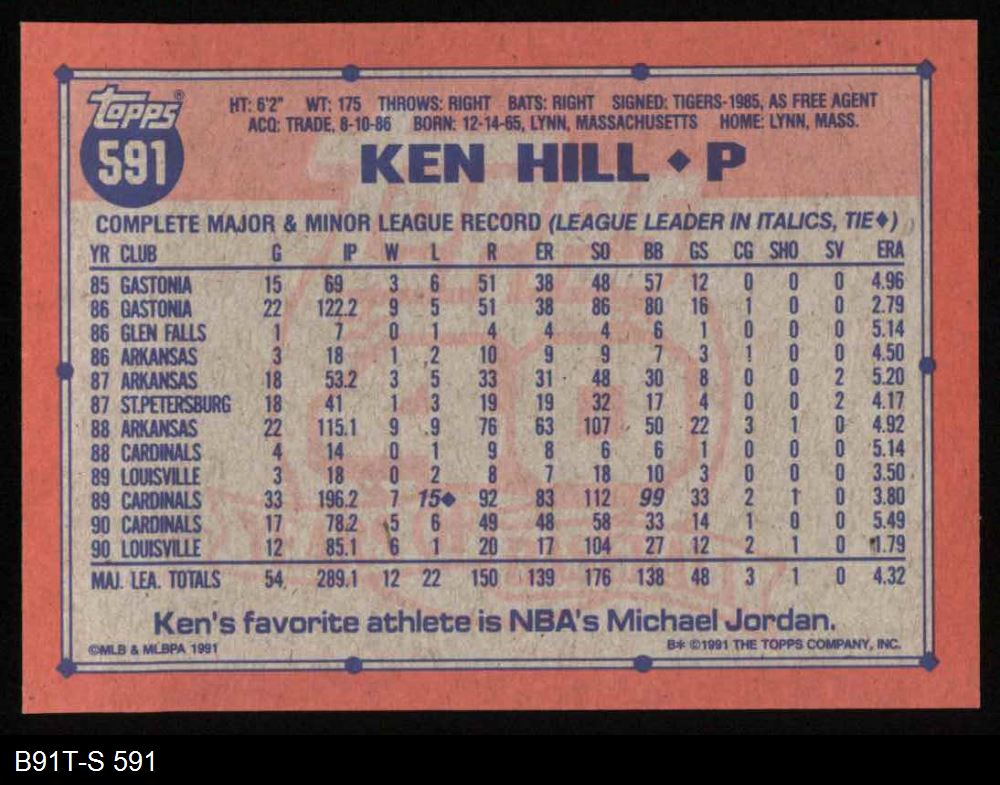 Topps®
591
HT: 6'2" WT: 175 THROWS: RIGHT BATS: RIGHT SIGNED: TIGERS-1985, AS FREE AGENT
ACQ: TRADE, 8-10-86 BORN: 12-14-65, LYNN, MASSACHUSETTS HOME: LYNN, MASS.
KEN HILL ♦ P
COMPLETE MAJOR & MINOR LEAGUE RECORD (LEAGUE LEADER IN ITALICS, TIE♦)
YR CLUB G IP W L R ER SO BB GS CG SHO SV ERA
85 GASTONIA 15 69 3 6 51 38 48 57 12 0 0 0 4.96
86 GASTONIA 22 122.2 9 5 51 38 86 80 16 1 0 0 2.79
86 GLEN FALLS 1 7 0 1 4 4 4 6 1 0 0 0 5.14
86 ARKANSAS 3 18 1 2 10 9 9 7 3 1 0 0 4.50
87 ARKANSAS 18 53.2 3 5 33 31 48 30 8 0 0 2 5.20
87 ST.PETERSBURG 18 41 1 3 19 19 32 17 4 0 0 2 4.17
88 ARKANSAS 22 115.1 9 9 76 63 107 50 22 3 1 0 4.92
88 CARDINALS 4 14 0 1 9 8 6 6 1 0 0 0 5.14
89 LOUISVILLE 3 18 0 2 8 7 18 10 3 0 0 0 3.50
89 CARDINALS 33 196.2 7 15♦ 92 83 112 99 33 2 1 0 3.80
90 CARDINALS 17 78.2 5 6 49 48 58 33 14 1 0 0 5.49
90 LOUISVILLE 12 85.1 6 1 20 17 104 27 12 2 1 0 1.79
MAJ. LEA. TOTALS 54 289.1 12 22 150 139 176 138 48 3 1 0 4.32
Ken's favorite athlete is NBA's Michael Jordan.
©MLB & MLBPA 1991 B* ©1991 THE TOPPS COMPANY, INC.
B91T-S 591